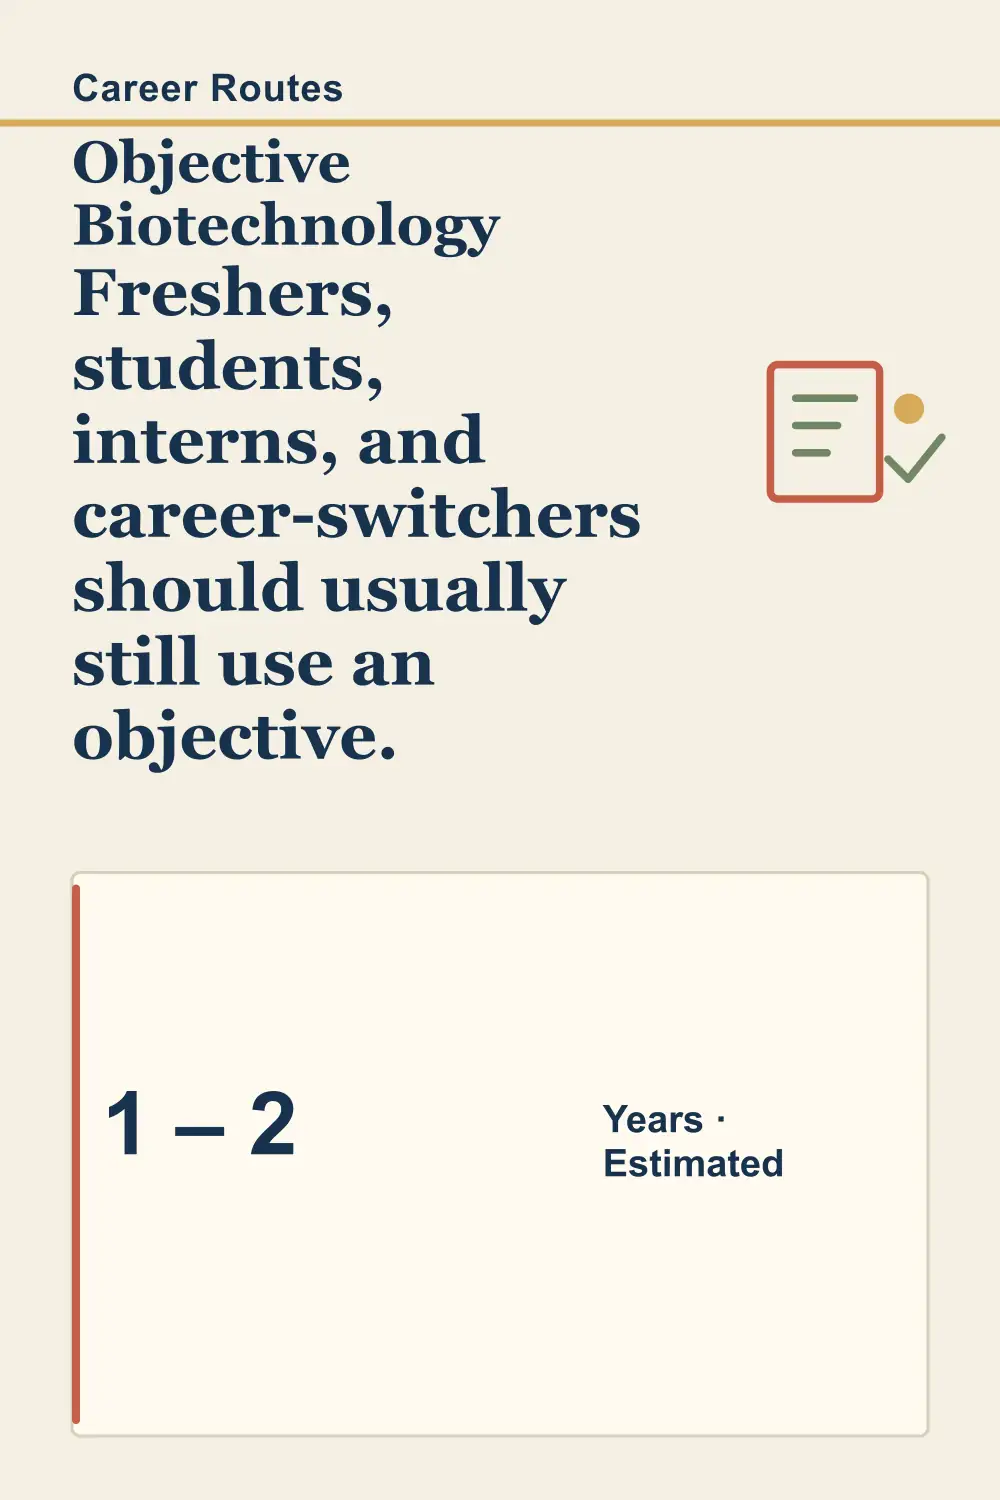 Career Routes
Objective
Biotechnology
Freshers,
students,
interns, and
career-switchers
should usually
still use an
objective.
1 – 2
Years ·
Estimated